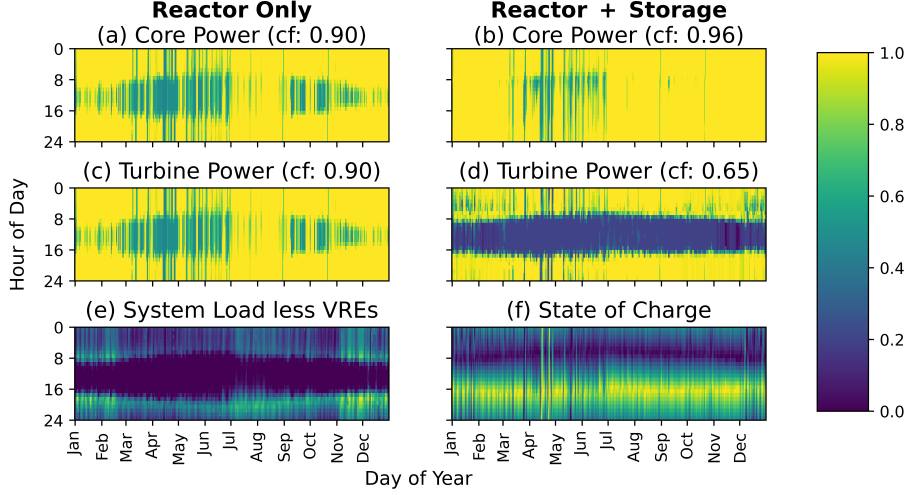 Reactor Only
Reactor + Storage
(a) Core Power (cf: 0.90)
(b) Core Power (cf: 0.96)
0
8
16
24
(c) Turbine Power (cf: 0.90)
(d) Turbine Power (cf: 0.65)
0
8
16
24
Hour of Day
(e) System Load less VREs
(f) State of Charge
0
8
16
24
Jan Feb Mar Apr May Jun Jul Aug Sep Oct Nov Dec
Jan Feb Mar Apr May Jun Jul Aug Sep Oct Nov Dec
Day of Year
1.0
0.8
0.6
0.4
0.2
0.0